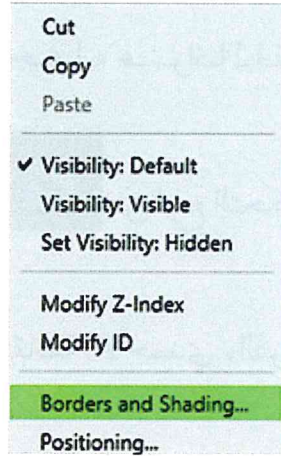 Cut
Copy
Paste
✔ Visibility: Default
Visibility: Visible
Set Visibility: Hidden
Modify Z-Index
Modify ID
Borders and Shading...
Positioning...